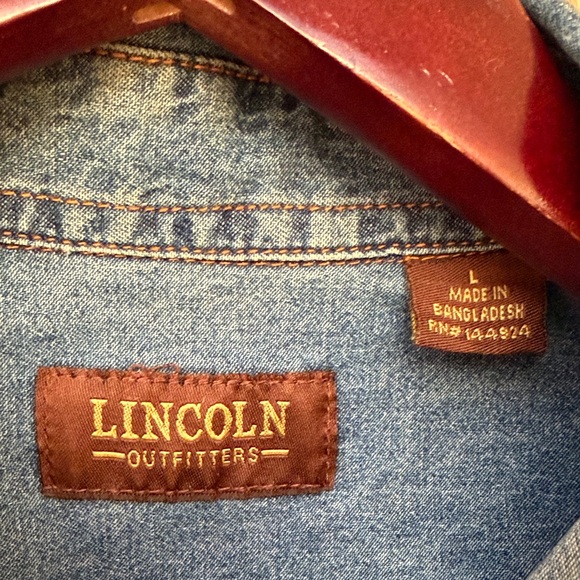 L
MADE IN
BANGLADESH
RN# 144824
LINCOLN
OUTFITTERS